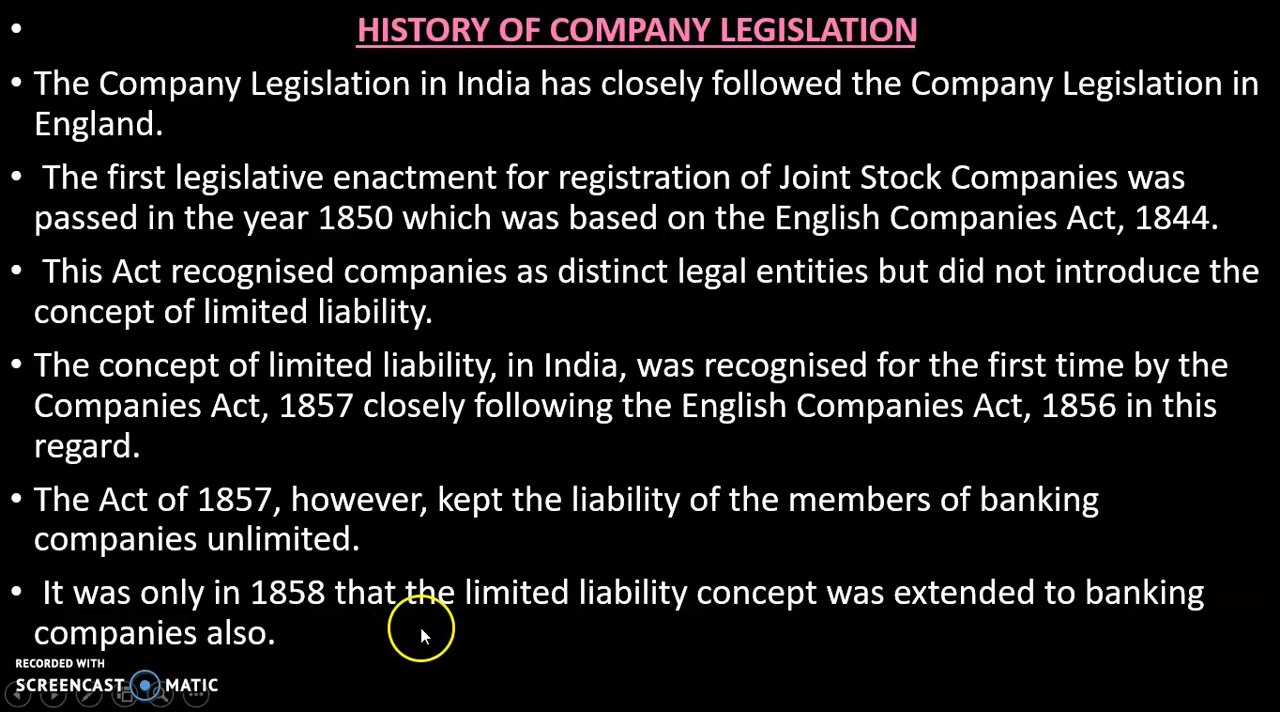 • HISTORY OF COMPANY LEGISLATION
• The Company Legislation in India has closely followed the Company Legislation in
England.
• The first legislative enactment for registration of Joint Stock Companies was
passed in the year 1850 which was based on the English Companies Act, 1844.
• This Act recognised companies as distinct legal entities but did not introduce the
concept of limited liability.
• The concept of limited liability, in India, was recognised for the first time by the
Companies Act, 1857 closely following the English Companies Act, 1856 in this
regard.
• The Act of 1857, however, kept the liability of the members of banking
companies unlimited.
• It was only in 1858 that the limited liability concept was extended to banking
companies also.
RECORDED WITH
SCREENCAST MATIC